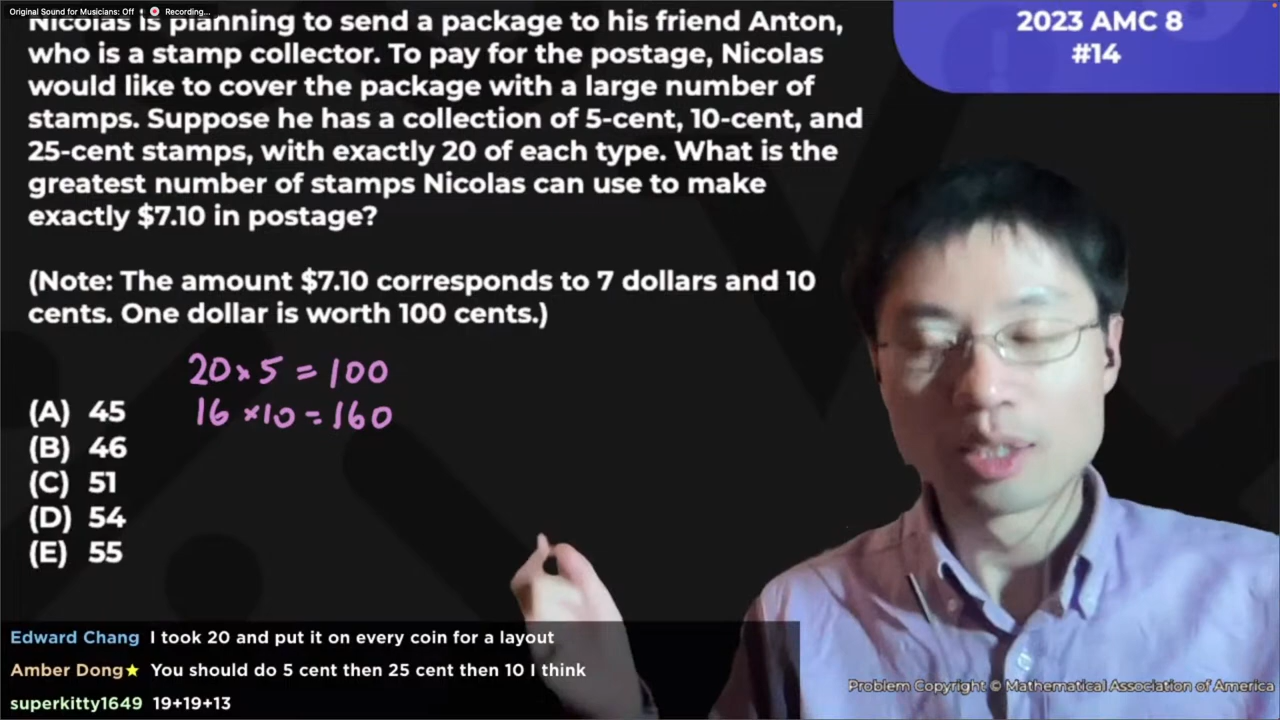 Original Sound for Musicians: Off
Recording...
Nicolas is planning to send a package to his friend Anton,
who is a stamp collector. To pay for the postage, Nicolas
would like to cover the package with a large number of
stamps. Suppose he has a collection of 5-cent, 10-cent, and
25-cent stamps, with exactly 20 of each type. What is the
greatest number of stamps Nicolas can use to make
exactly $7.10 in postage?
(Note: The amount $7.10 corresponds to 7 dollars and 10
cents. One dollar is worth 100 cents.)
20 × 5 = 100
16 × 10 = 160
(A) 45
(B) 46
(C) 51
(D) 54
(E) 55
2023 AMC 8
#14
Edward Chang I took 20 and put it on every coin for a layout
Amber Dong★ You should do 5 cent then 25 cent then 10 I think
superkitty1649 19+19+13
Problem Copyright © Mathematical Association of America